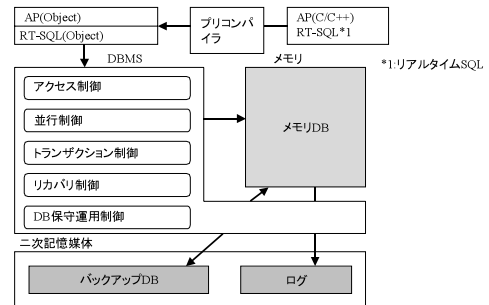 AP(Object)
RT-SQL(Object)
プリコンパ
イラ
AP(C/C++)
RT-SQL*1
*1:リアルタイムSQL
DBMS
メモリ
アクセス制御
並行制御
トランザクション制御
リカバリ制御
DB保守運用制御
メモリDB
二次記憶媒体
バックアップDB
ログ